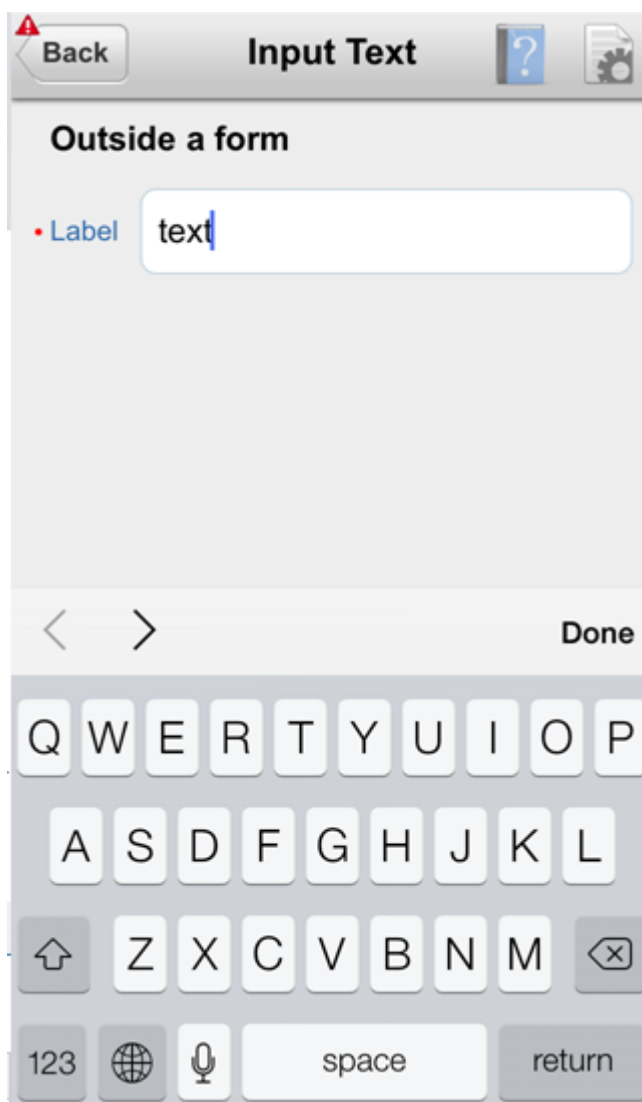 Back Input Text ?
Outside a form
• Label text
Done
Q W E R T Y U I O P
A S D F G H J K L
Z X C V B N M
123 space return